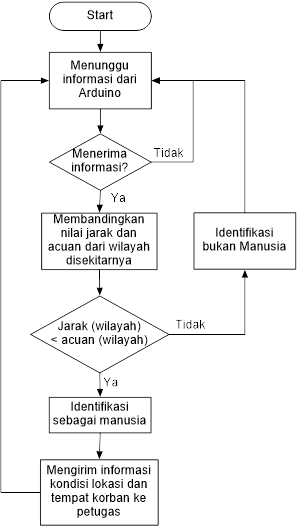 Start
Menunggu
informasi dari
Arduino
Menerima
informasi?
Tidak
Ya
Membandingkan
nilai jarak dan
acuan dari wilayah
disekitarnya
Identifikasi
bukan Manusia
Jarak (wilayah)
< acuan (wilayah)
Tidak
Ya
Identifikasi
sebagai manusia
Mengirim informasi
kondisi lokasi dan
tempat korban ke
petugas